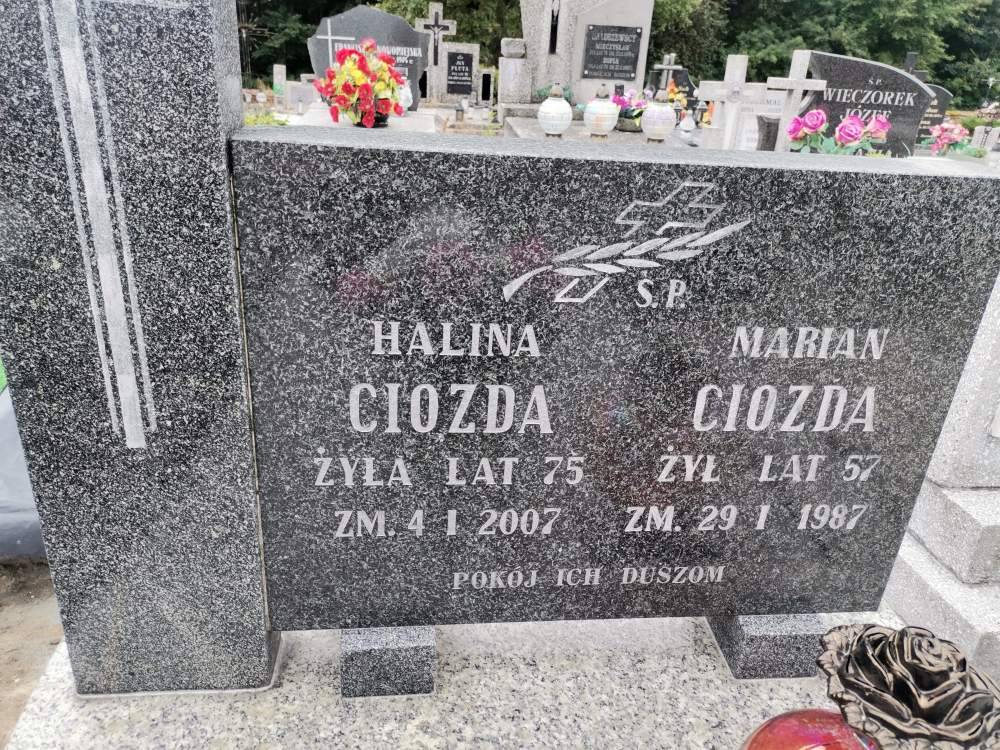 Ś.P.
WIECZOREK
JÓZEF
S.P.
HALINA MARIAN
CIOZDA CIOZDA
ŻYŁA LAT 75 ŻYŁ LAT 57
ZM. 4 I 2007 ZM. 29 I 1987
POKÓJ ICH DUSZOM